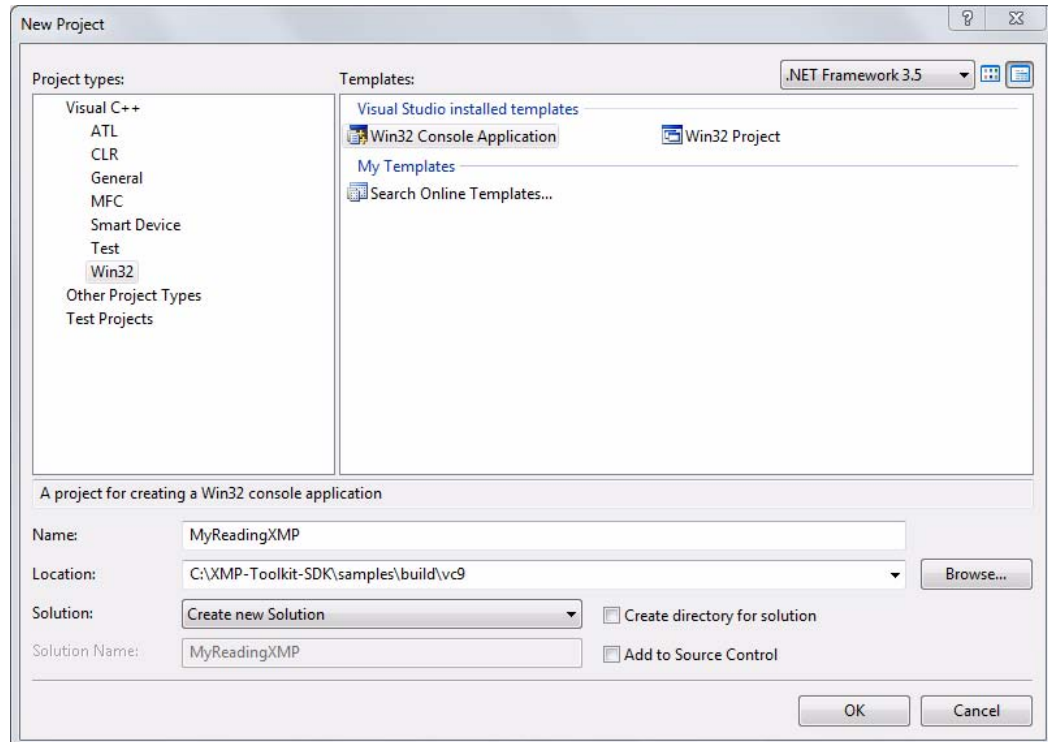 New Project
Project types:
Templates:
.NET Framework 3.5
Visual C++
ATL
CLR
General
MFC
Smart Device
Test
Win32
Other Project Types
Test Projects
Visual Studio installed templates
Win32 Console Application
Win32 Project
My Templates
Search Online Templates...
A project for creating a Win32 console application
Name:
MyReadingXMP
Location:
C:\XMP-Toolkit-SDK\samples\build\vc9
Browse...
Solution:
Create new Solution
Create directory for solution
Solution Name:
MyReadingXMP
Add to Source Control
OK
Cancel